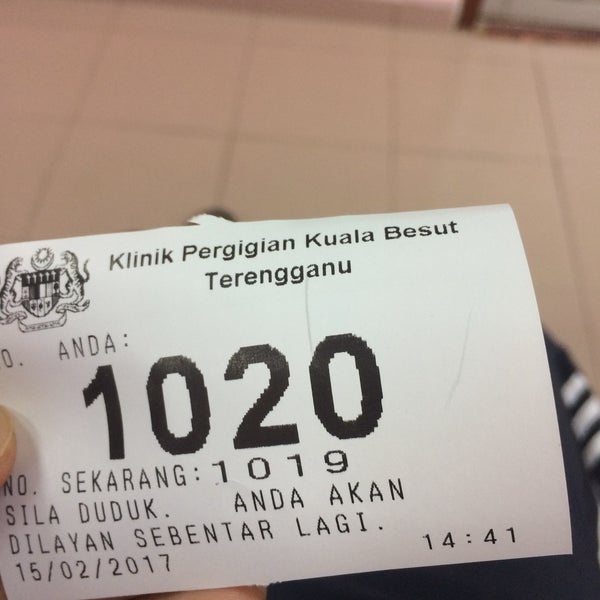 Klinik Pergigian Kuala Besut
Terengganu
O. ANDA:
1020
NO. SEKARANG: 1019
SILA DUDUK. ANDA AKAN
DILAYAN SEBENTAR LAGI.
15/02/2017 14:41